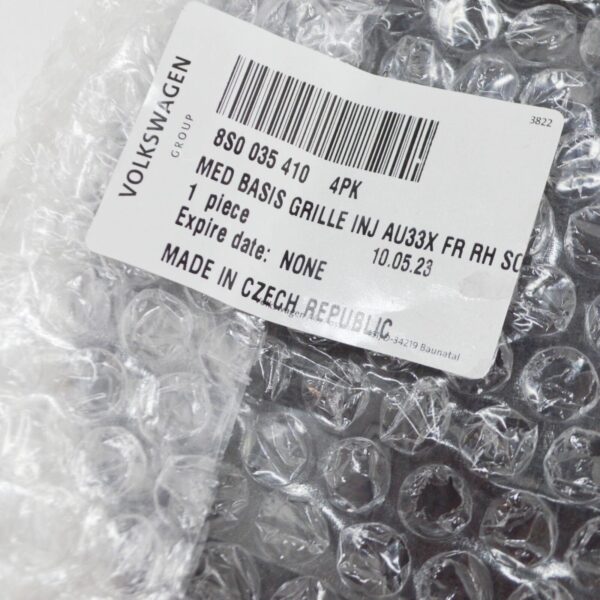 VOLKSWAGEN
GROUP
3822
8S0 035 410 4PK
MED BASIS GRILLE INJ AU33X FR RH SC
1 piece 10.05.23
Expire date: NONE
MADE IN CZECH REPUBLIC
Volkswagen D-34219 Baunatal